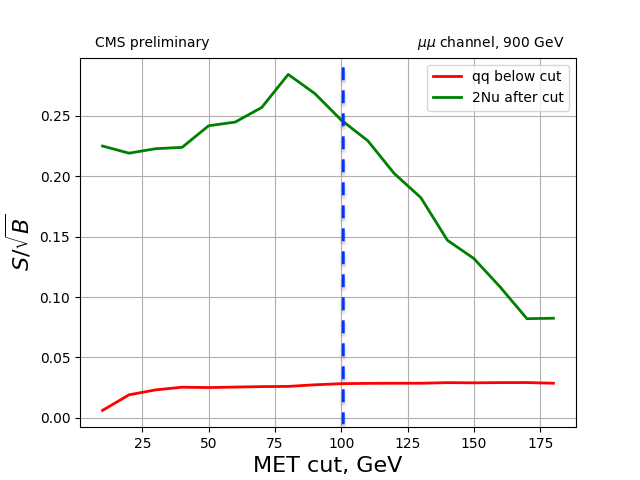 CMS preliminary
μμ channel, 900 GeV
qq below cut
2Nu after cut
S/√B
0.25
0.20
0.15
0.10
0.05
0.00
25 50 75 100 125 150 175
MET cut, GeV